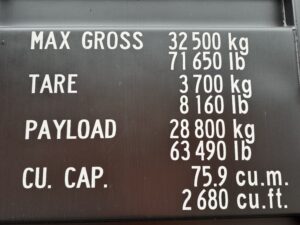 MAX GROSS 32 500 kg
71 650 lb
TARE 3 700 kg
8 160 lb
PAYLOAD 28 800 kg
63 490 lb
CU. CAP. 75.9 cu.m.
2 680 cu.ft.